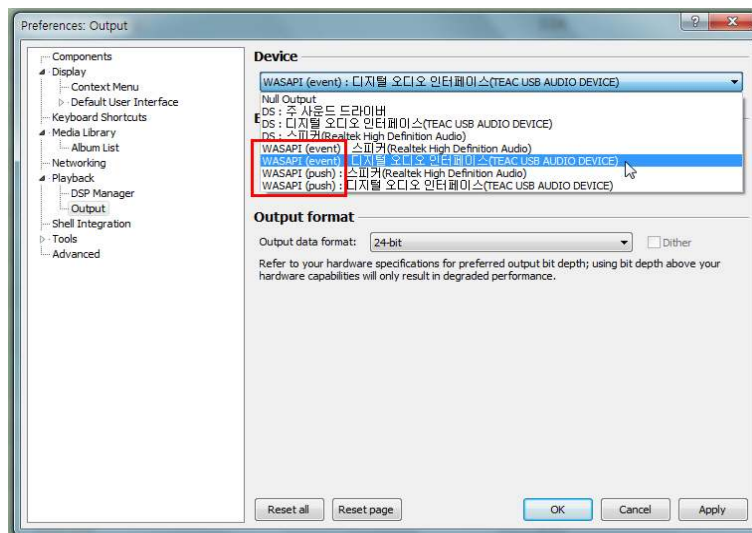 Preferences: Output
Components
Display
Context Menu
Default User Interface
Keyboard Shortcuts
Media Library
Album List
Networking
Playback
DSP Manager
Output
Shell Integration
Tools
Advanced
Device
WASAPI (event) : 디지털 오디오 인터페이스(TEAC USB AUDIO DEVICE)
Null Output
DS : 주 사운드 드라이버
DS : 디지털 오디오 인터페이스(TEAC USB AUDIO DEVICE)
DS : 스피커(Realtek High Definition Audio)
WASAPI (event) : 스피커(Realtek High Definition Audio)
WASAPI (event) : 디지털 오디오 인터페이스(TEAC USB AUDIO DEVICE)
WASAPI (push) : 스피커(Realtek High Definition Audio)
WASAPI (push) : 디지털 오디오 인터페이스(TEAC USB AUDIO DEVICE)
Output format
Output data format: 24-bit Dither
Refer to your hardware specifications for preferred output bit depth; using bit depth above your
hardware capabilities will only result in degraded performance.
Reset all Reset page OK Cancel Apply